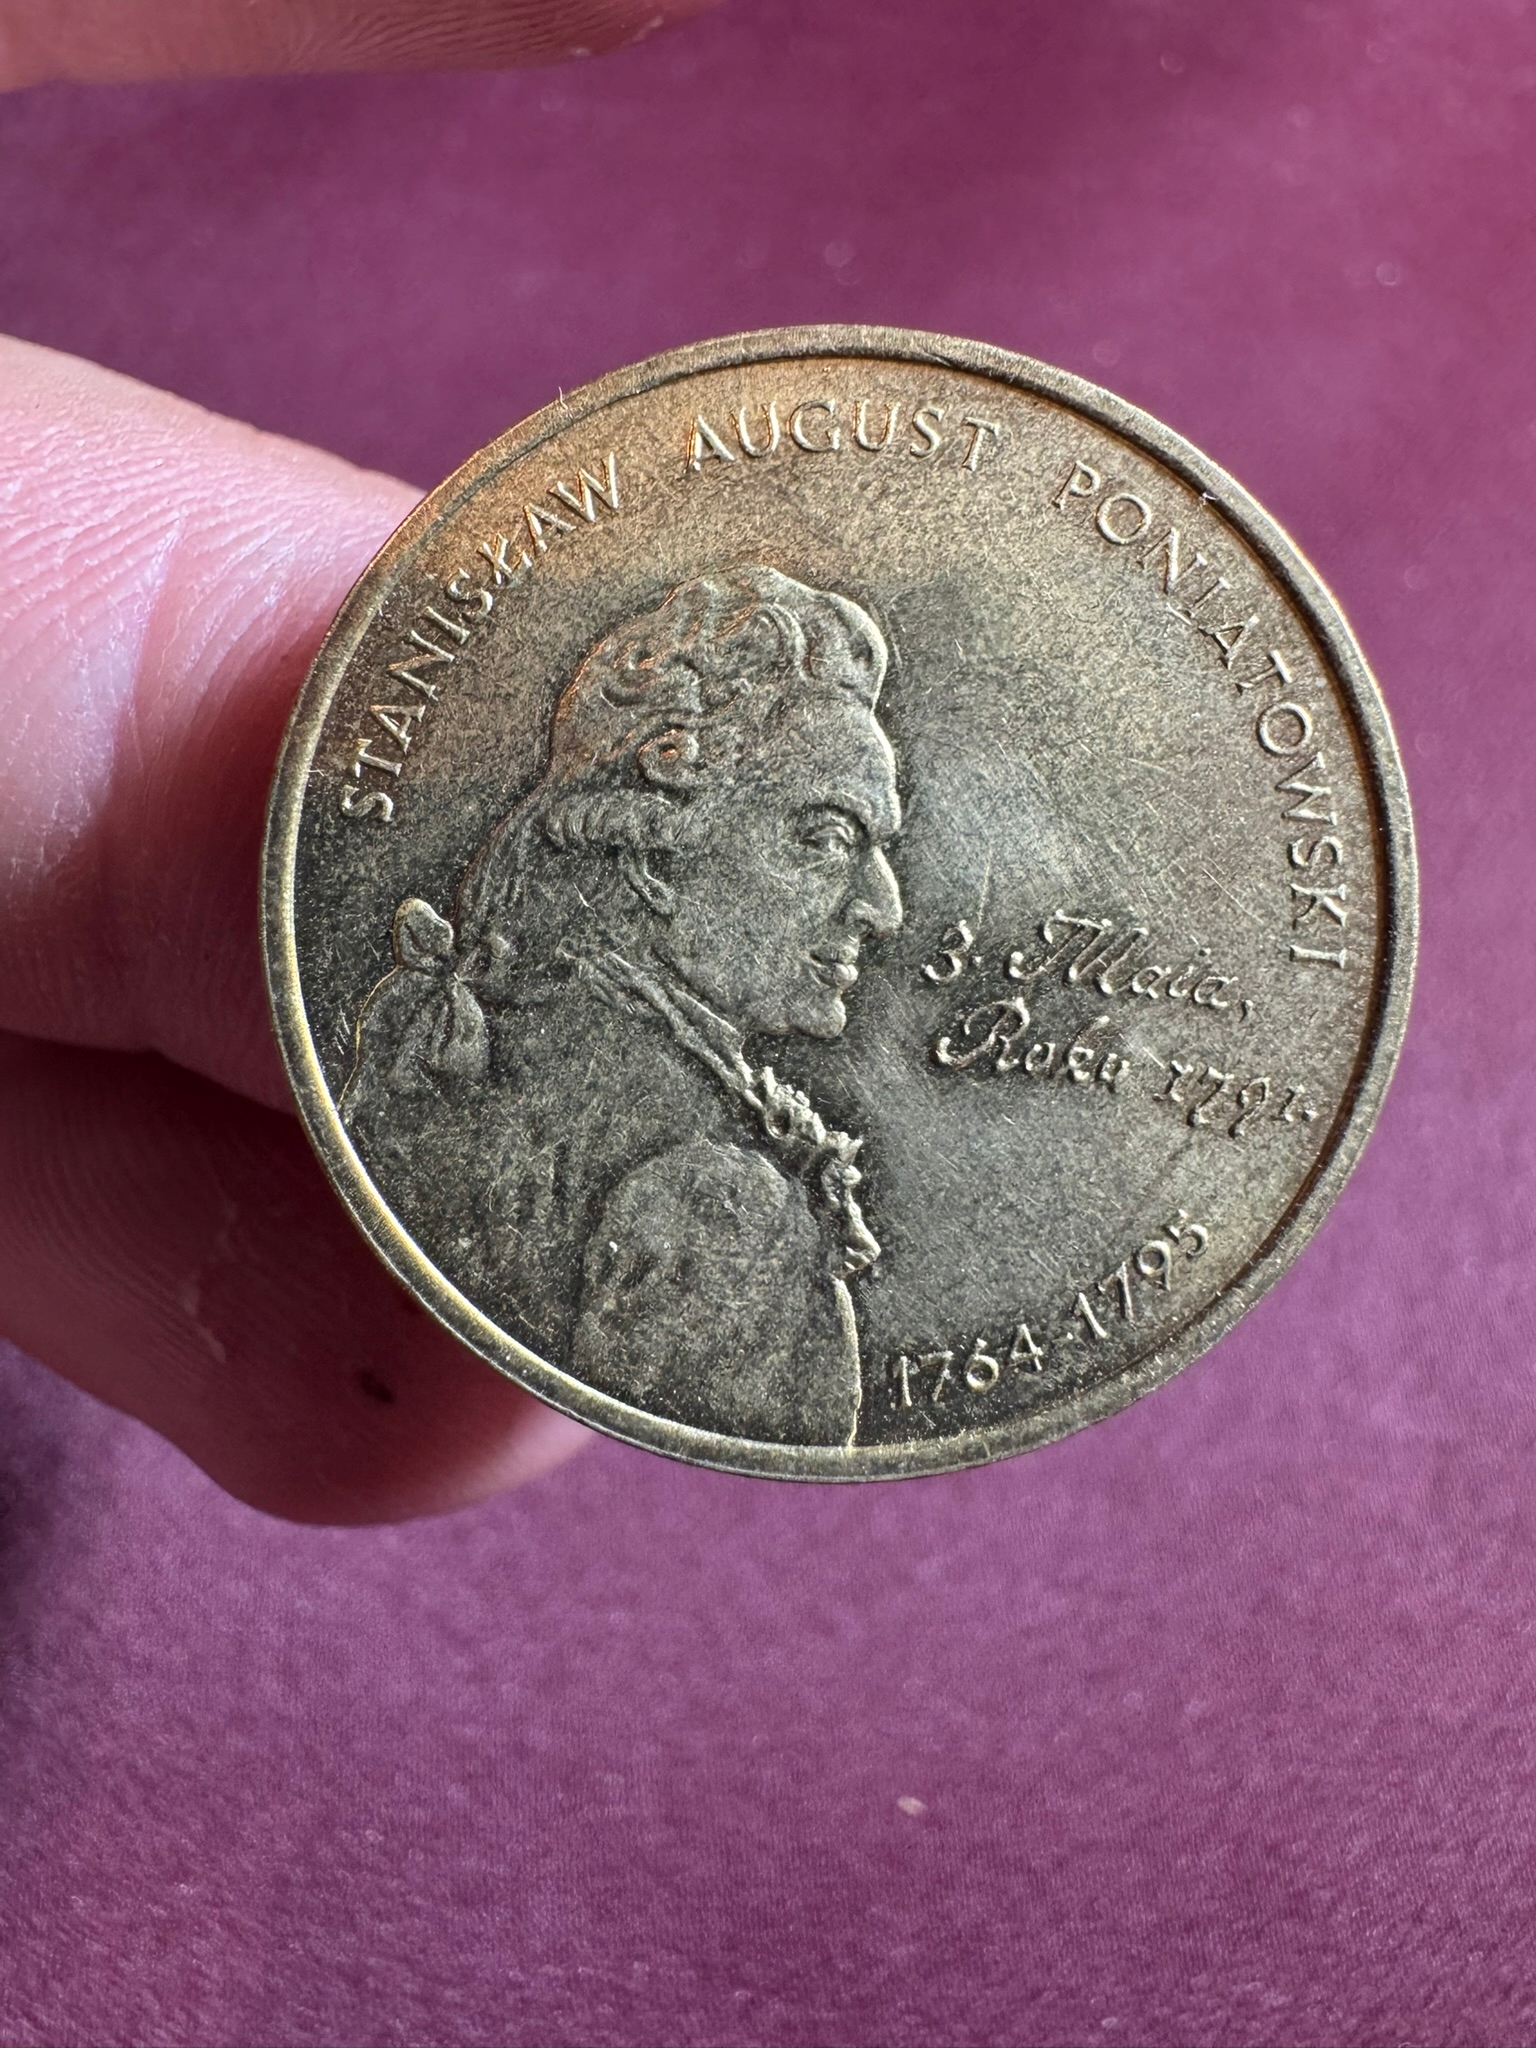 STANISŁAW AUGUST PONIATOWSKI
3. Maia,
Roku 1791.
1764-1795